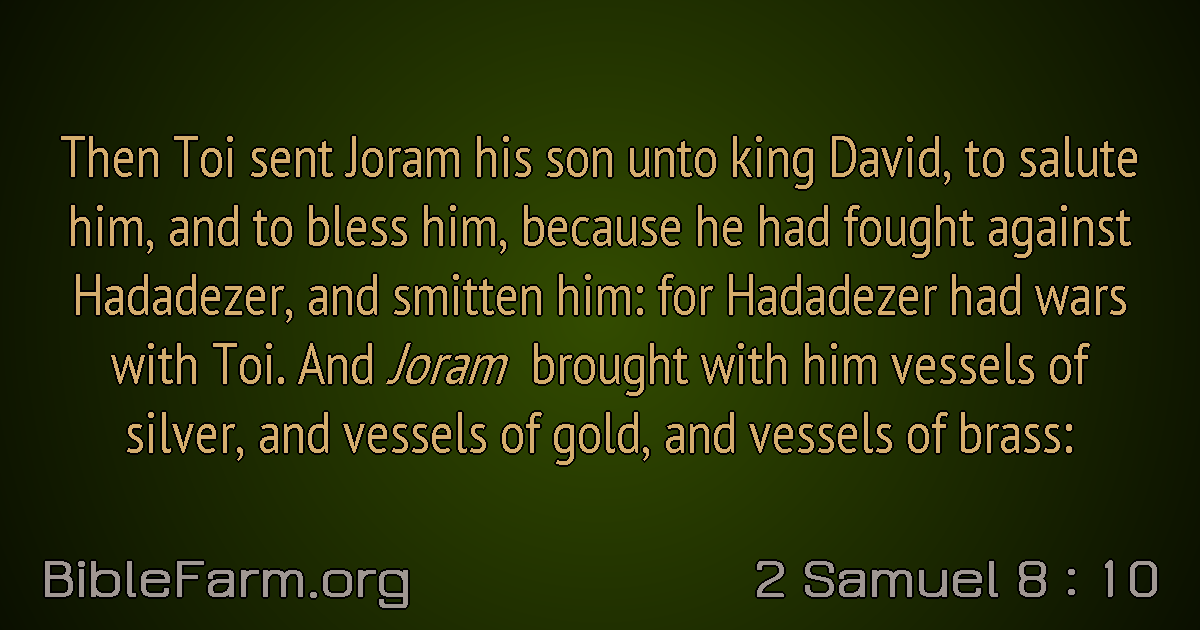 Then Toi sent Joram his son unto king David, to salute
him, and to bless him, because he had fought against
Hadadezer, and smitten him: for Hadadezer had wars
with Toi. And Joram brought with him vessels of
silver, and vessels of gold, and vessels of brass:
BibleFarm.org
2 Samuel 8 : 10